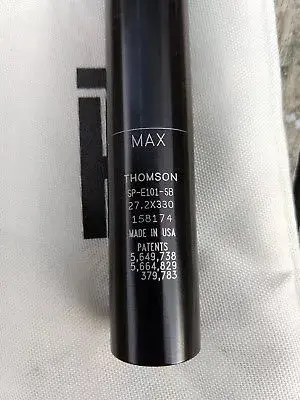 MAX
THOMSON
SP-E101-SB
27.2X330
158174
MADE IN USA
PATENTS
5,649,738
5,664,829
379,783